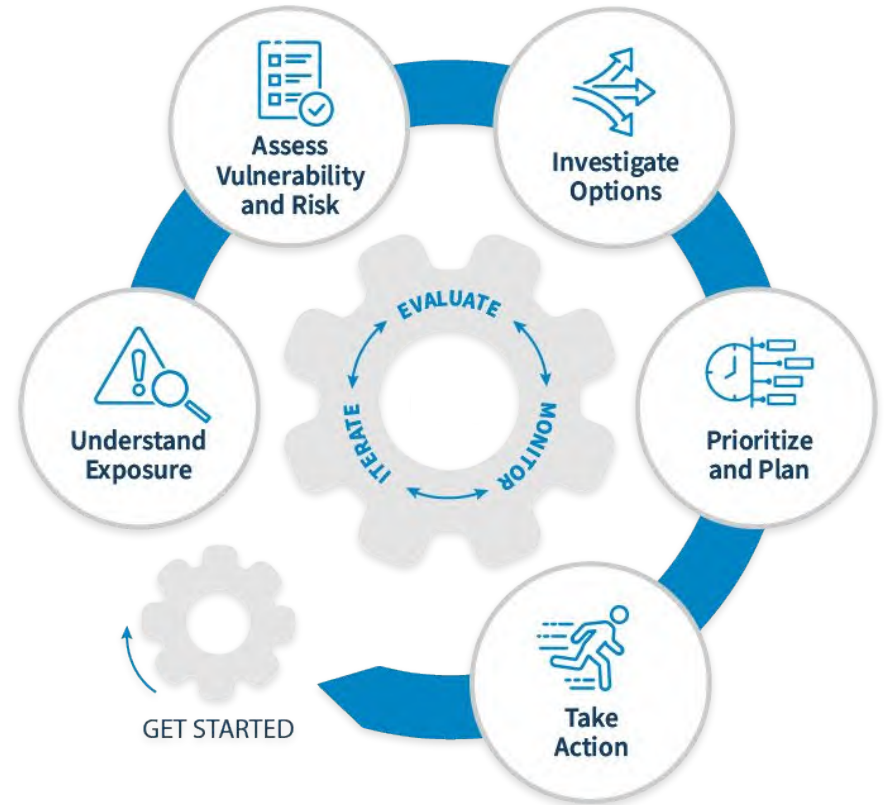 Assess
Vulnerability
and Risk
Investigate
Options
Understand
Exposure
EVALUATE
MONITOR
ITERATE
Prioritize
and Plan
Take
Action
GET STARTED